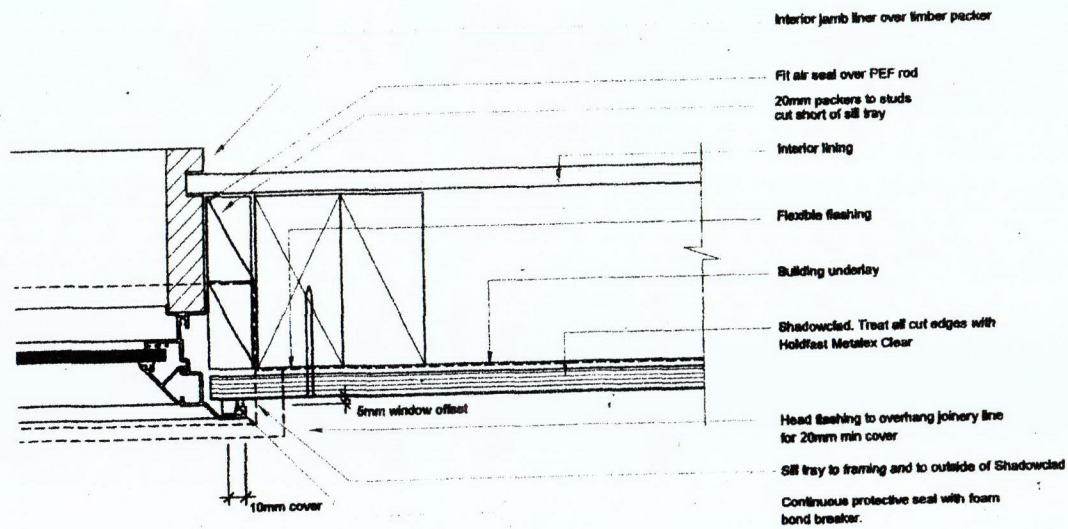 Interior jamb liner over timber packer
Fit air seal over PEF rod
20mm packers to studs
cut short of sill tray
Interior lining
Flexible flashing
Building underlay
Shadowclad. Treat all cut edges with
Holdfast Metalex Clear
5mm window offset
Head flashing to overhang joinery line
for 20mm min cover
Sill tray to framing and to outside of Shadowclad
10mm cover
Continuous protective seal with foam
bond breaker.